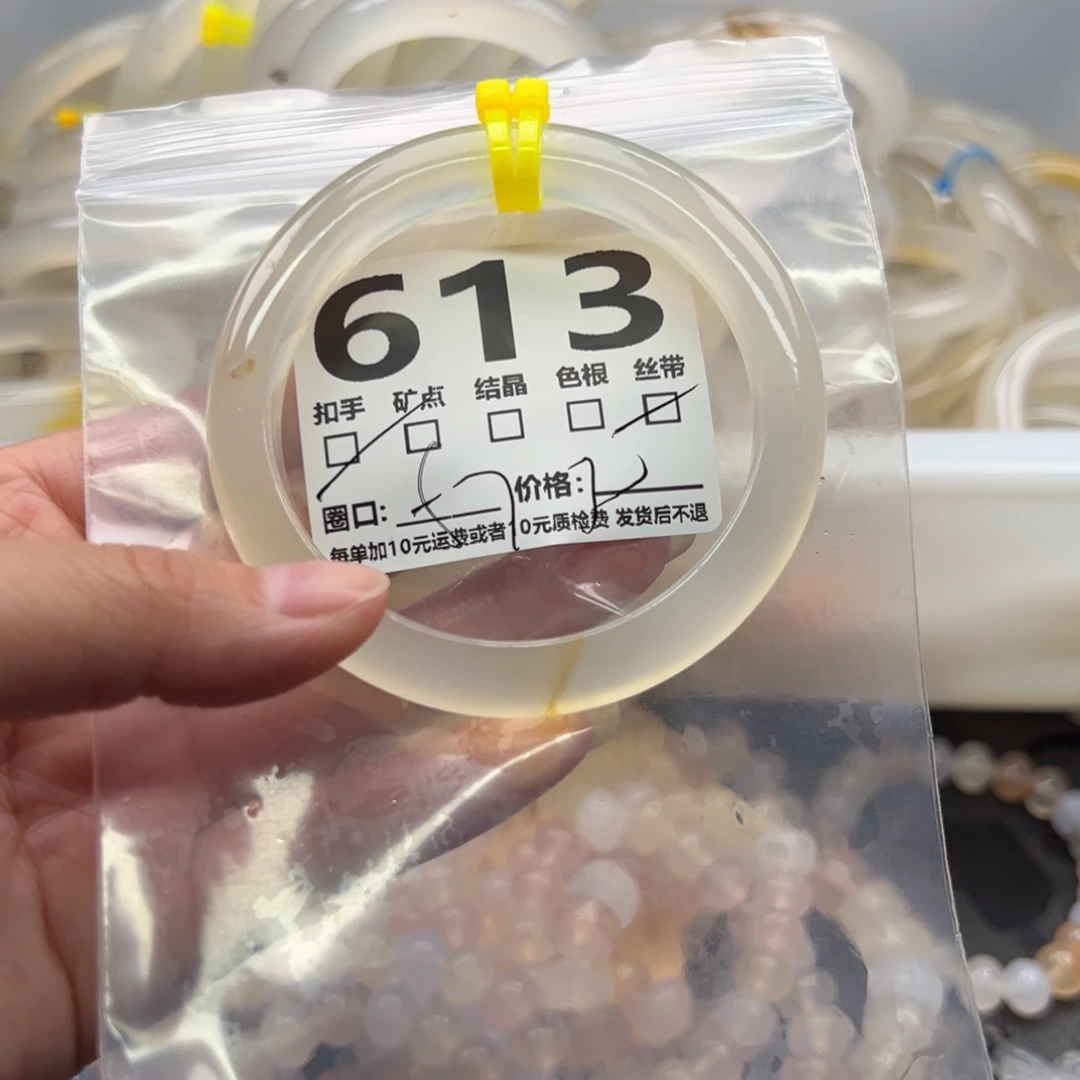 613
扣手 矿点 结晶 色根 丝带
圈口: 价格:
每单加10元运费或者10元质检费 发货后不退